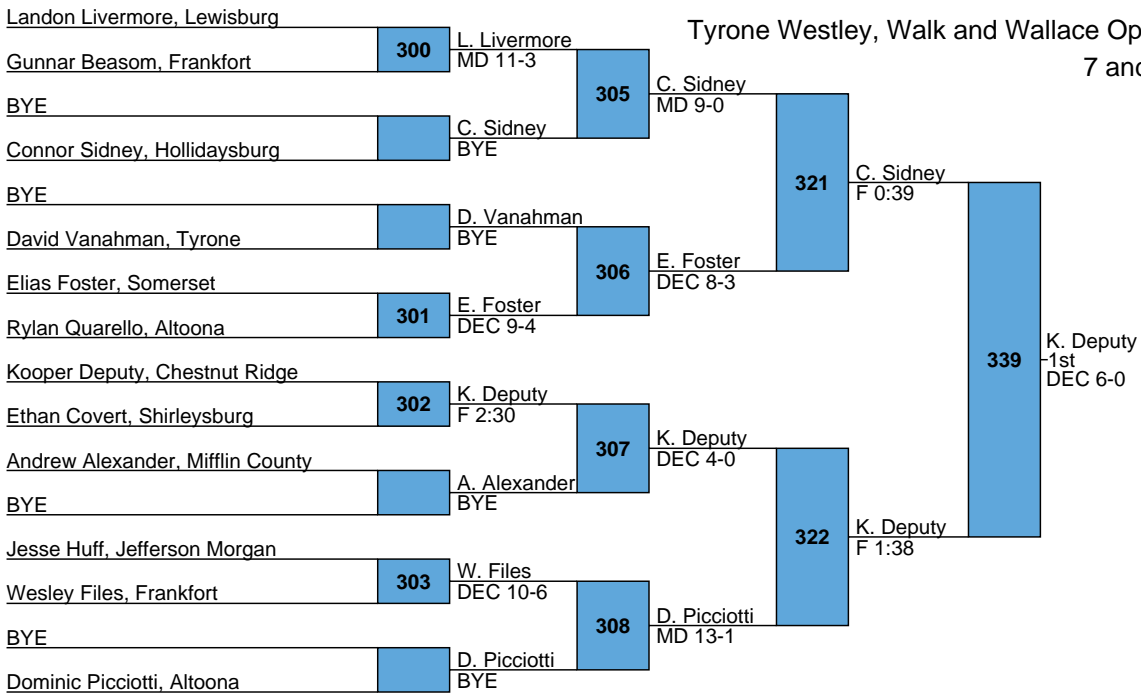 Tyrone Westley, Walk and Wallace Op
7 and
Landon Livermore, Lewisburg
Gunnar Beasom, Frankfort
BYE
Connor Sidney, Hollidaysburg
BYE
David Vanahman, Tyrone
Elias Foster, Somerset
Rylan Quarello, Altoona
Kooper Deputy, Chestnut Ridge
Ethan Covert, Shirleysburg
Andrew Alexander, Mifflin County
BYE
Jesse Huff, Jefferson Morgan
Wesley Files, Frankfort
BYE
Dominic Picciotti, Altoona
300
301
302
303
L. Livermore
MD 11-3
C. Sidney
BYE
D. Vanahman
BYE
E. Foster
DEC 9-4
K. Deputy
F 2:30
A. Alexander
BYE
W. Files
DEC 10-6
D. Picciotti
BYE
305
306
307
308
C. Sidney
MD 9-0
E. Foster
DEC 8-3
K. Deputy
DEC 4-0
D. Picciotti
MD 13-1
321
322
C. Sidney
F 0:39
K. Deputy
F 1:38
339
K. Deputy
1st
DEC 6-0